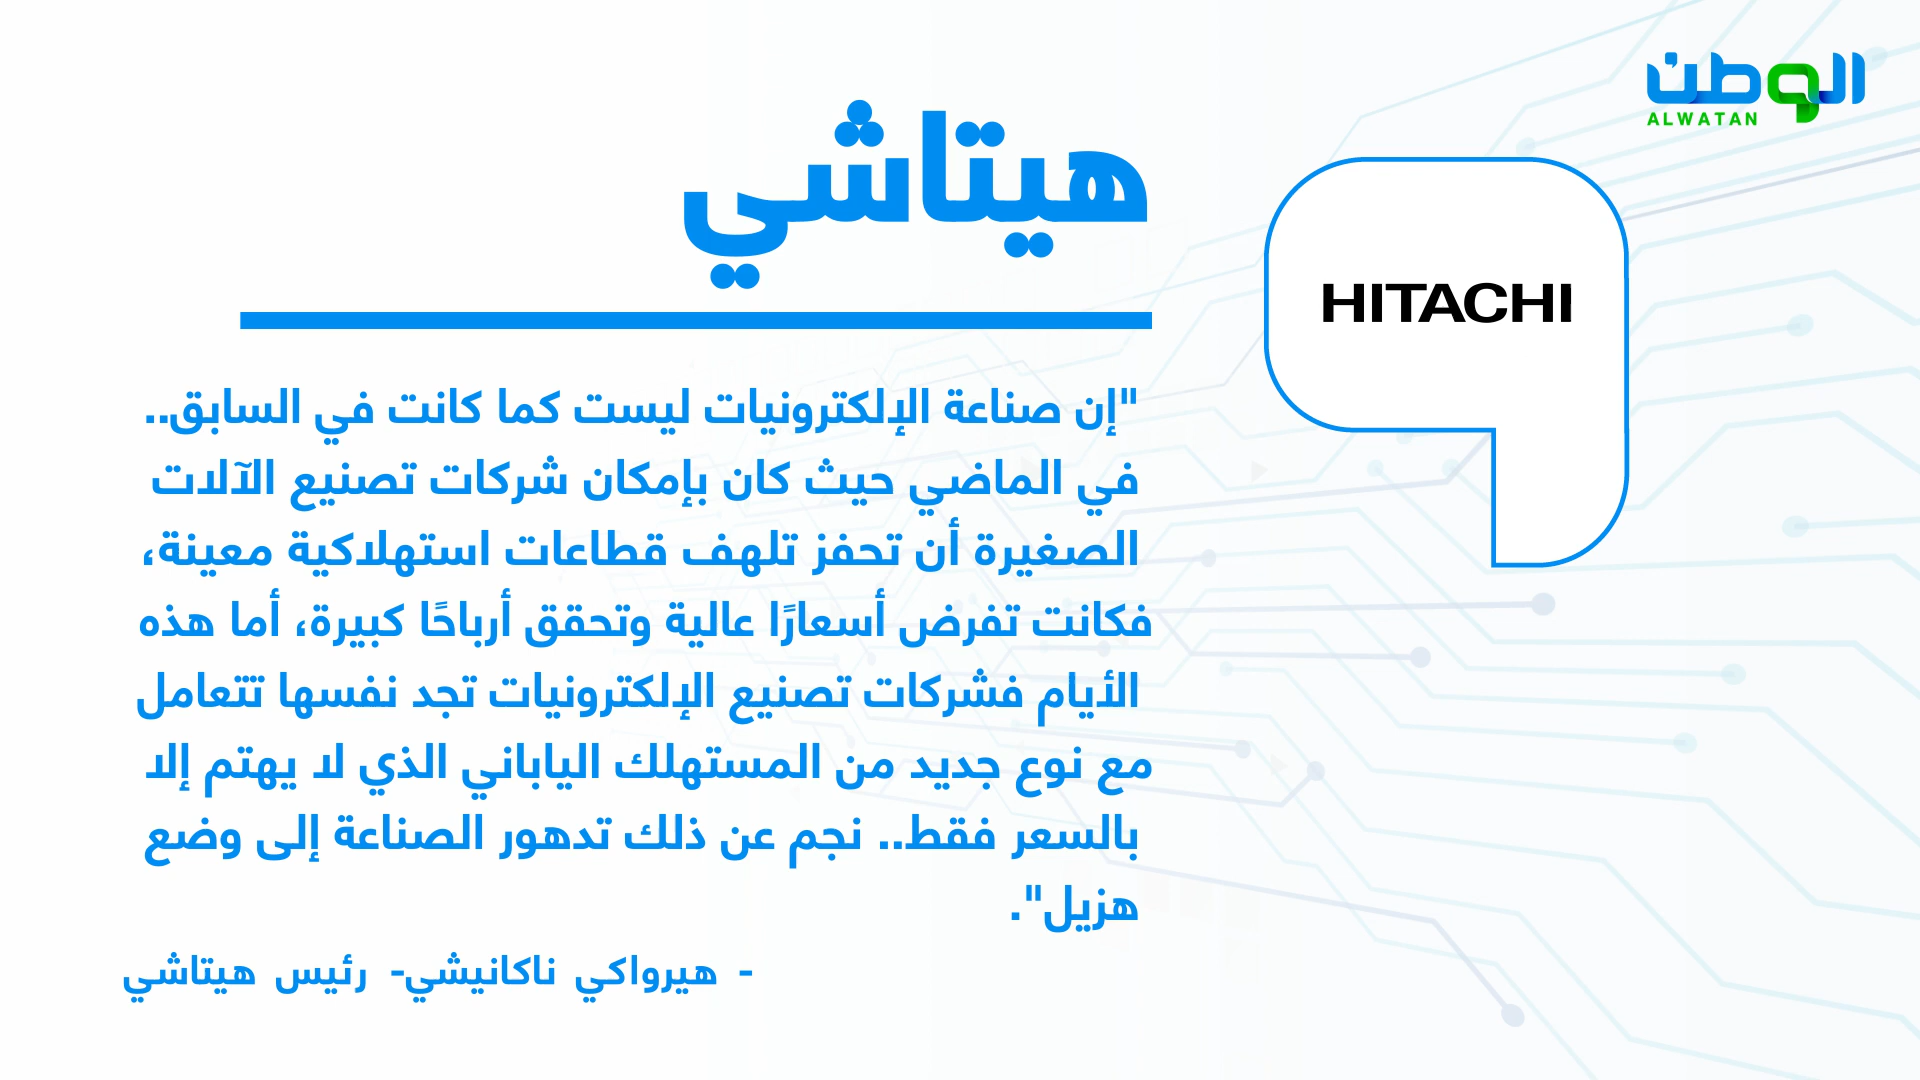 الوطن
ALWATAN
هيتاشي
HITACHI
"إن صناعة الإلكترونيات ليست كما كانت في السابق..
في الماضي حيث كان بإمكان شركات تصنيع الآلات
الصغيرة أن تحفز تلهف قطاعات استهلاكية معينة،
فكانت تفرض أسعارًا عالية وتحقق أرباحًا كبيرة، أما هذه
الأيام فشركات تصنيع الإلكترونيات تجد نفسها تتعامل
مع نوع جديد من المستهلك الياباني الذي لا يهتم إلا
بالسعر فقط.. نجم عن ذلك تدهور الصناعة إلى وضع
هزيل".
- هيرواكي ناكانيشي- رئيس هيتاشي